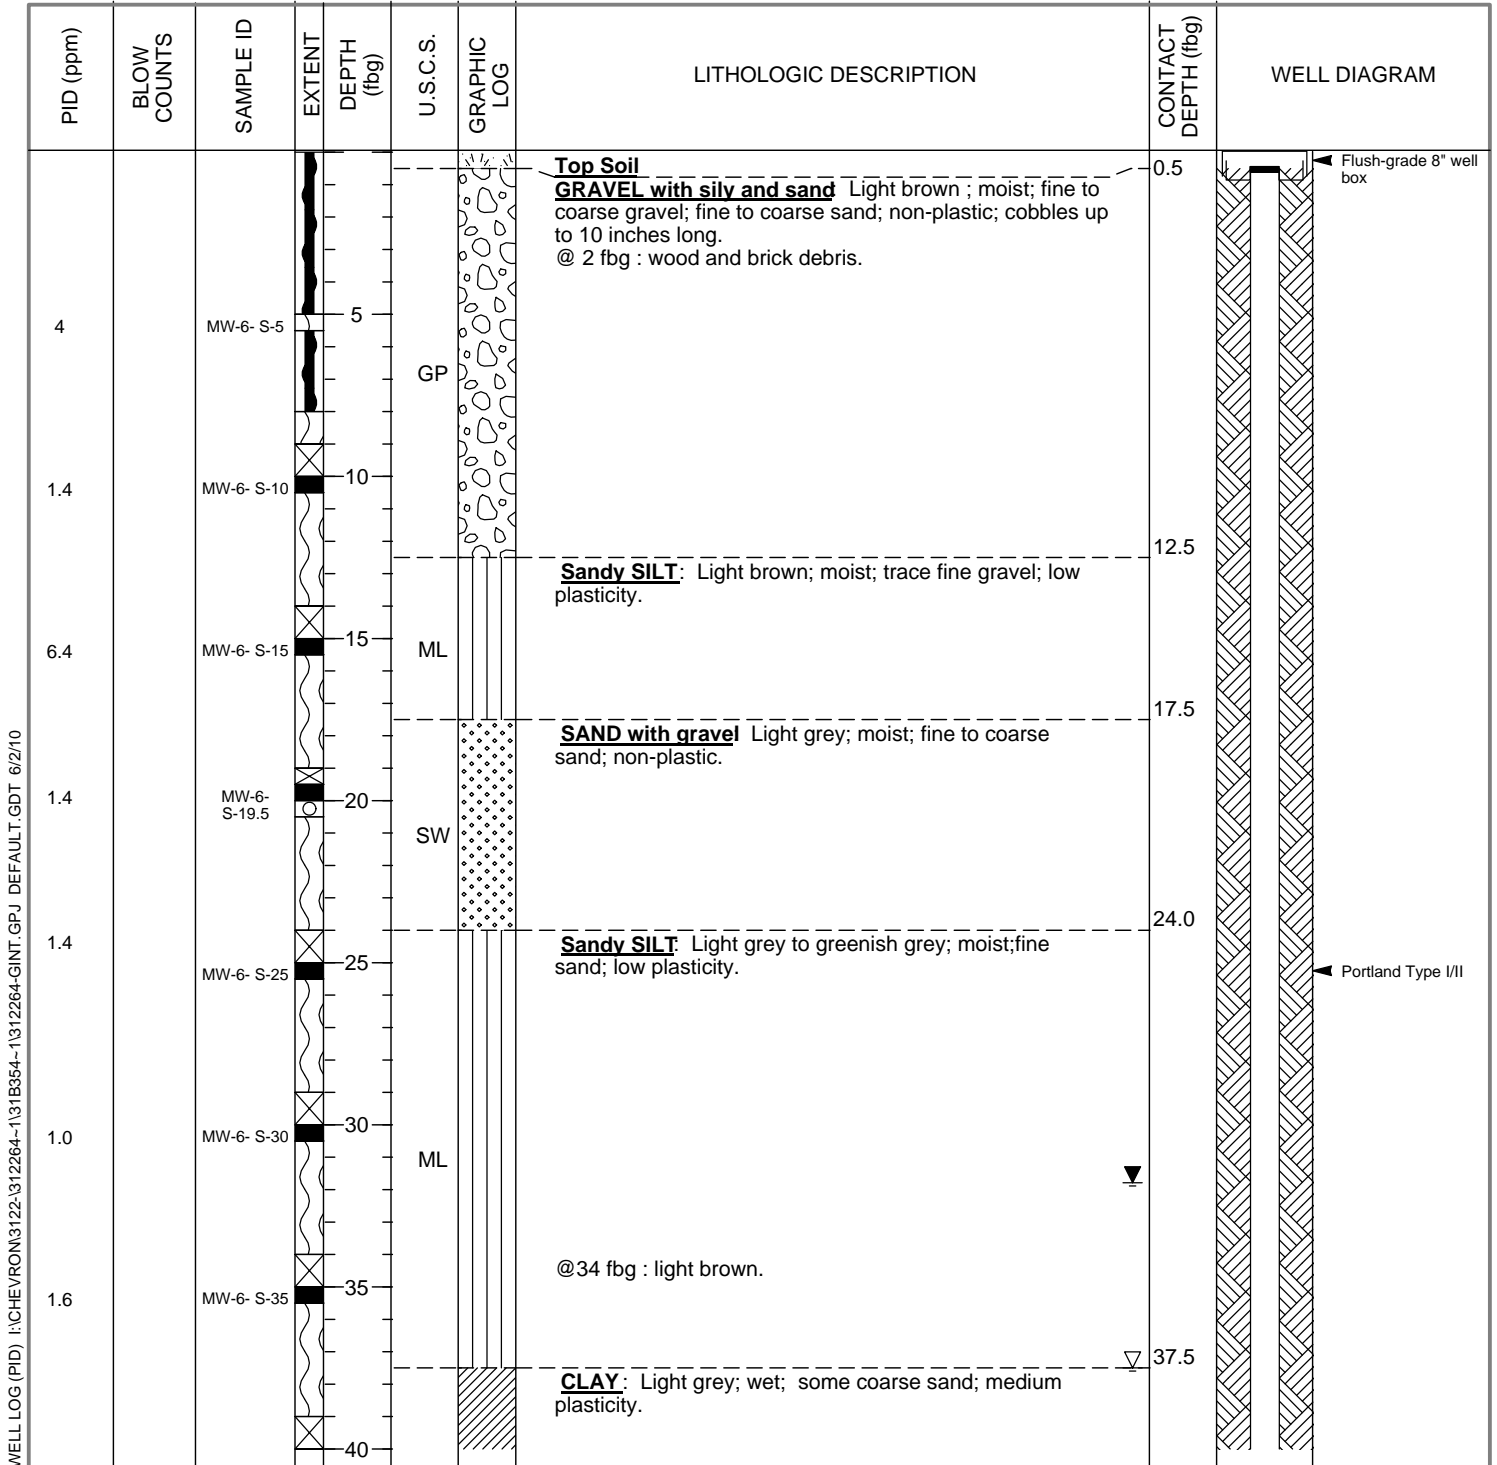 PID (ppm)
BLOW
COUNTS
SAMPLE ID
EXTENT
DEPTH
(fbg)
U.S.C.S.
GRAPHIC
LOG
LITHOLOGIC DESCRIPTION
CONTACT
DEPTH (fbg)
WELL DIAGRAM
Top Soil
0.5
Flush-grade 8" well
box
GRAVEL with sily and sand Light brown ; moist; fine to
coarse gravel; fine to coarse sand; non-plastic; cobbles up
to 10 inches long.
@ 2 fbg : wood and brick debris.
4
MW-6- S-5
5
GP
1.4
MW-6- S-10
10
12.5
Sandy SILT: Light brown; moist; trace fine gravel; low
plasticity.
6.4
MW-6- S-15
15
ML
17.5
SAND with gravel Light grey; moist; fine to coarse
sand; non-plastic.
1.4
MW-6-
S-19.5
20
SW
24.0
1.4
Sandy SILT: Light grey to greenish grey; moist;fine
sand; low plasticity.
MW-6- S-25
25
Portland Type I/II
1.0
MW-6- S-30
30
ML
@34 fbg : light brown.
1.6
MW-6- S-35
35
37.5
CLAY: Light grey; wet; some coarse sand; medium
plasticity.
40
WELL LOG (PID) I:\CHEVRON\3122-\312264~1\31B354~1\312264-GINT.GPJ DEFAULT.GDT 6/2/10